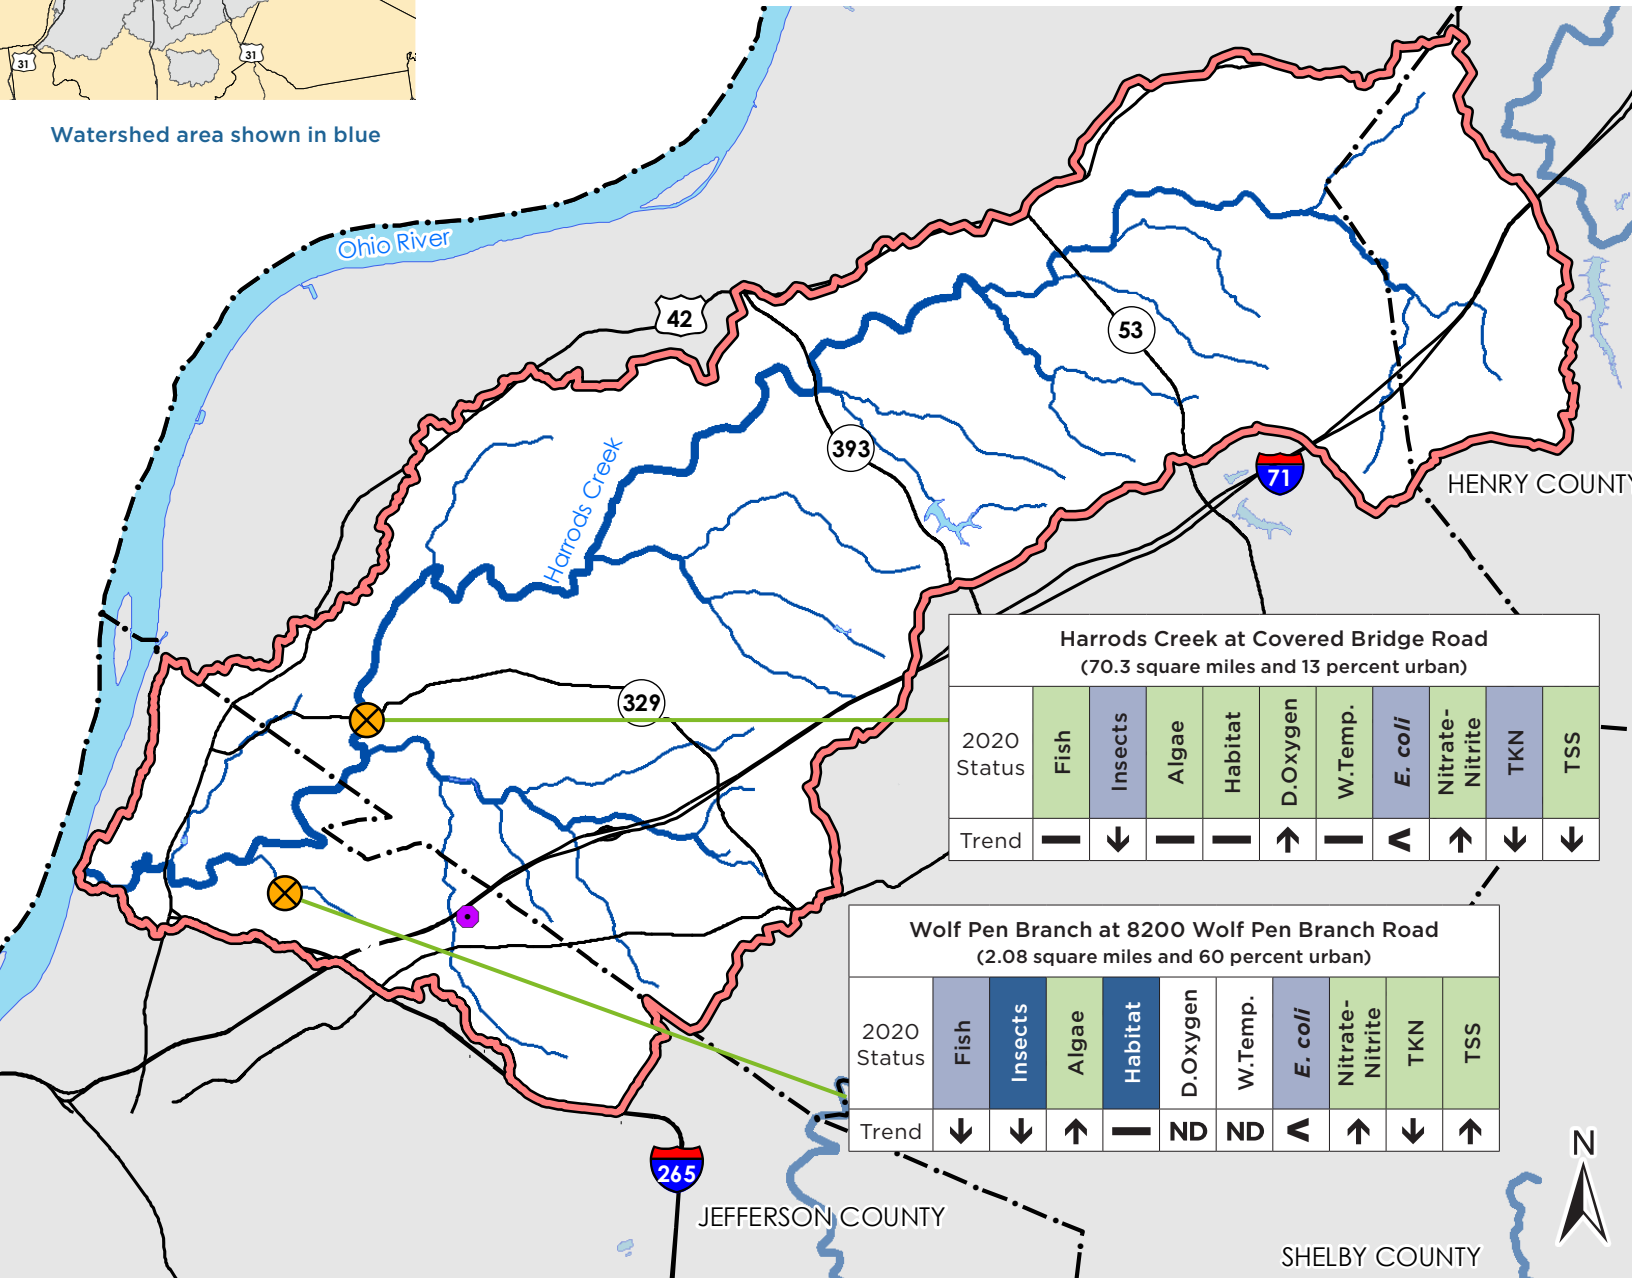 31
31
Watershed area shown in blue
Ohio River
42
53
393
Harrods Creek
71
HENRY COUNTY
329
Harrods Creek at Covered Bridge Road
(70.3 square miles and 13 percent urban)
2020 Status Fish Insects Algae Habitat D.Oxygen W.Temp. E. coli Nitrate-Nitrite TKN TSS
Trend — ↓ — — ↑ — < ↑ ↓ ↓
Wolf Pen Branch at 8200 Wolf Pen Branch Road
(2.08 square miles and 60 percent urban)
2020 Status Fish Insects Algae Habitat D.Oxygen W.Temp. E. coli Nitrate-Nitrite TKN TSS
Trend ↓ ↓ ↑ — ND ND < ↑ ↓ ↑
265
JEFFERSON COUNTY
N
SHELBY COUNTY